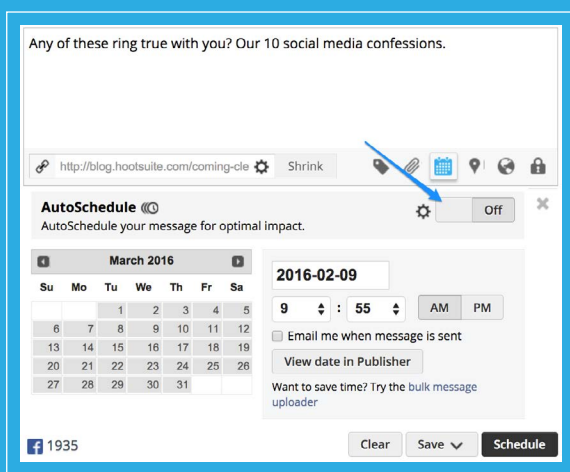 Any of these ring true with you? Our 10 social media confessions.
http://blog.hootsuite.com/coming-cle Shrink
AutoSchedule
Off
AutoSchedule your message for optimal impact.
March 2016
Su Mo Tu We Th Fr Sa
1 2 3 4 5
6 7 8 9 10 11 12
13 14 15 16 17 18 19
20 21 22 23 24 25 26
27 28 29 30 31
2016-02-09
9 : 55 AM PM
Email me when message is sent
View date in Publisher
Want to save time? Try the bulk message
uploader
1935 Clear Save Schedule